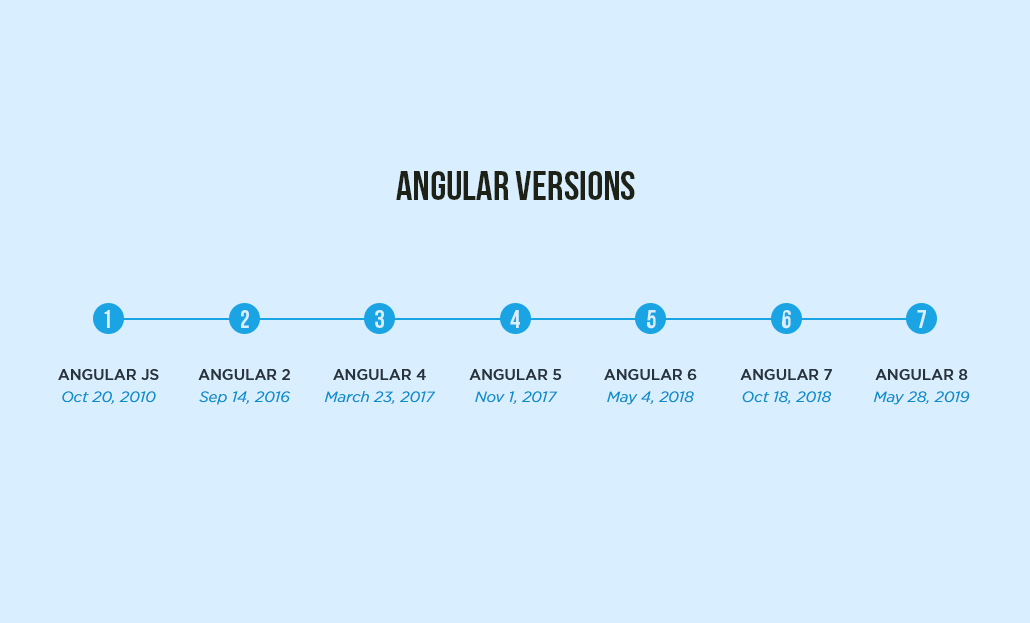 ANGULAR VERSIONS
1 2 3 4 5 6 7
ANGULAR JS ANGULAR 2 ANGULAR 4 ANGULAR 5 ANGULAR 6 ANGULAR 7 ANGULAR 8
Oct 20, 2010 Sep 14, 2016 March 23, 2017 Nov 1, 2017 May 4, 2018 Oct 18, 2018 May 28, 2019